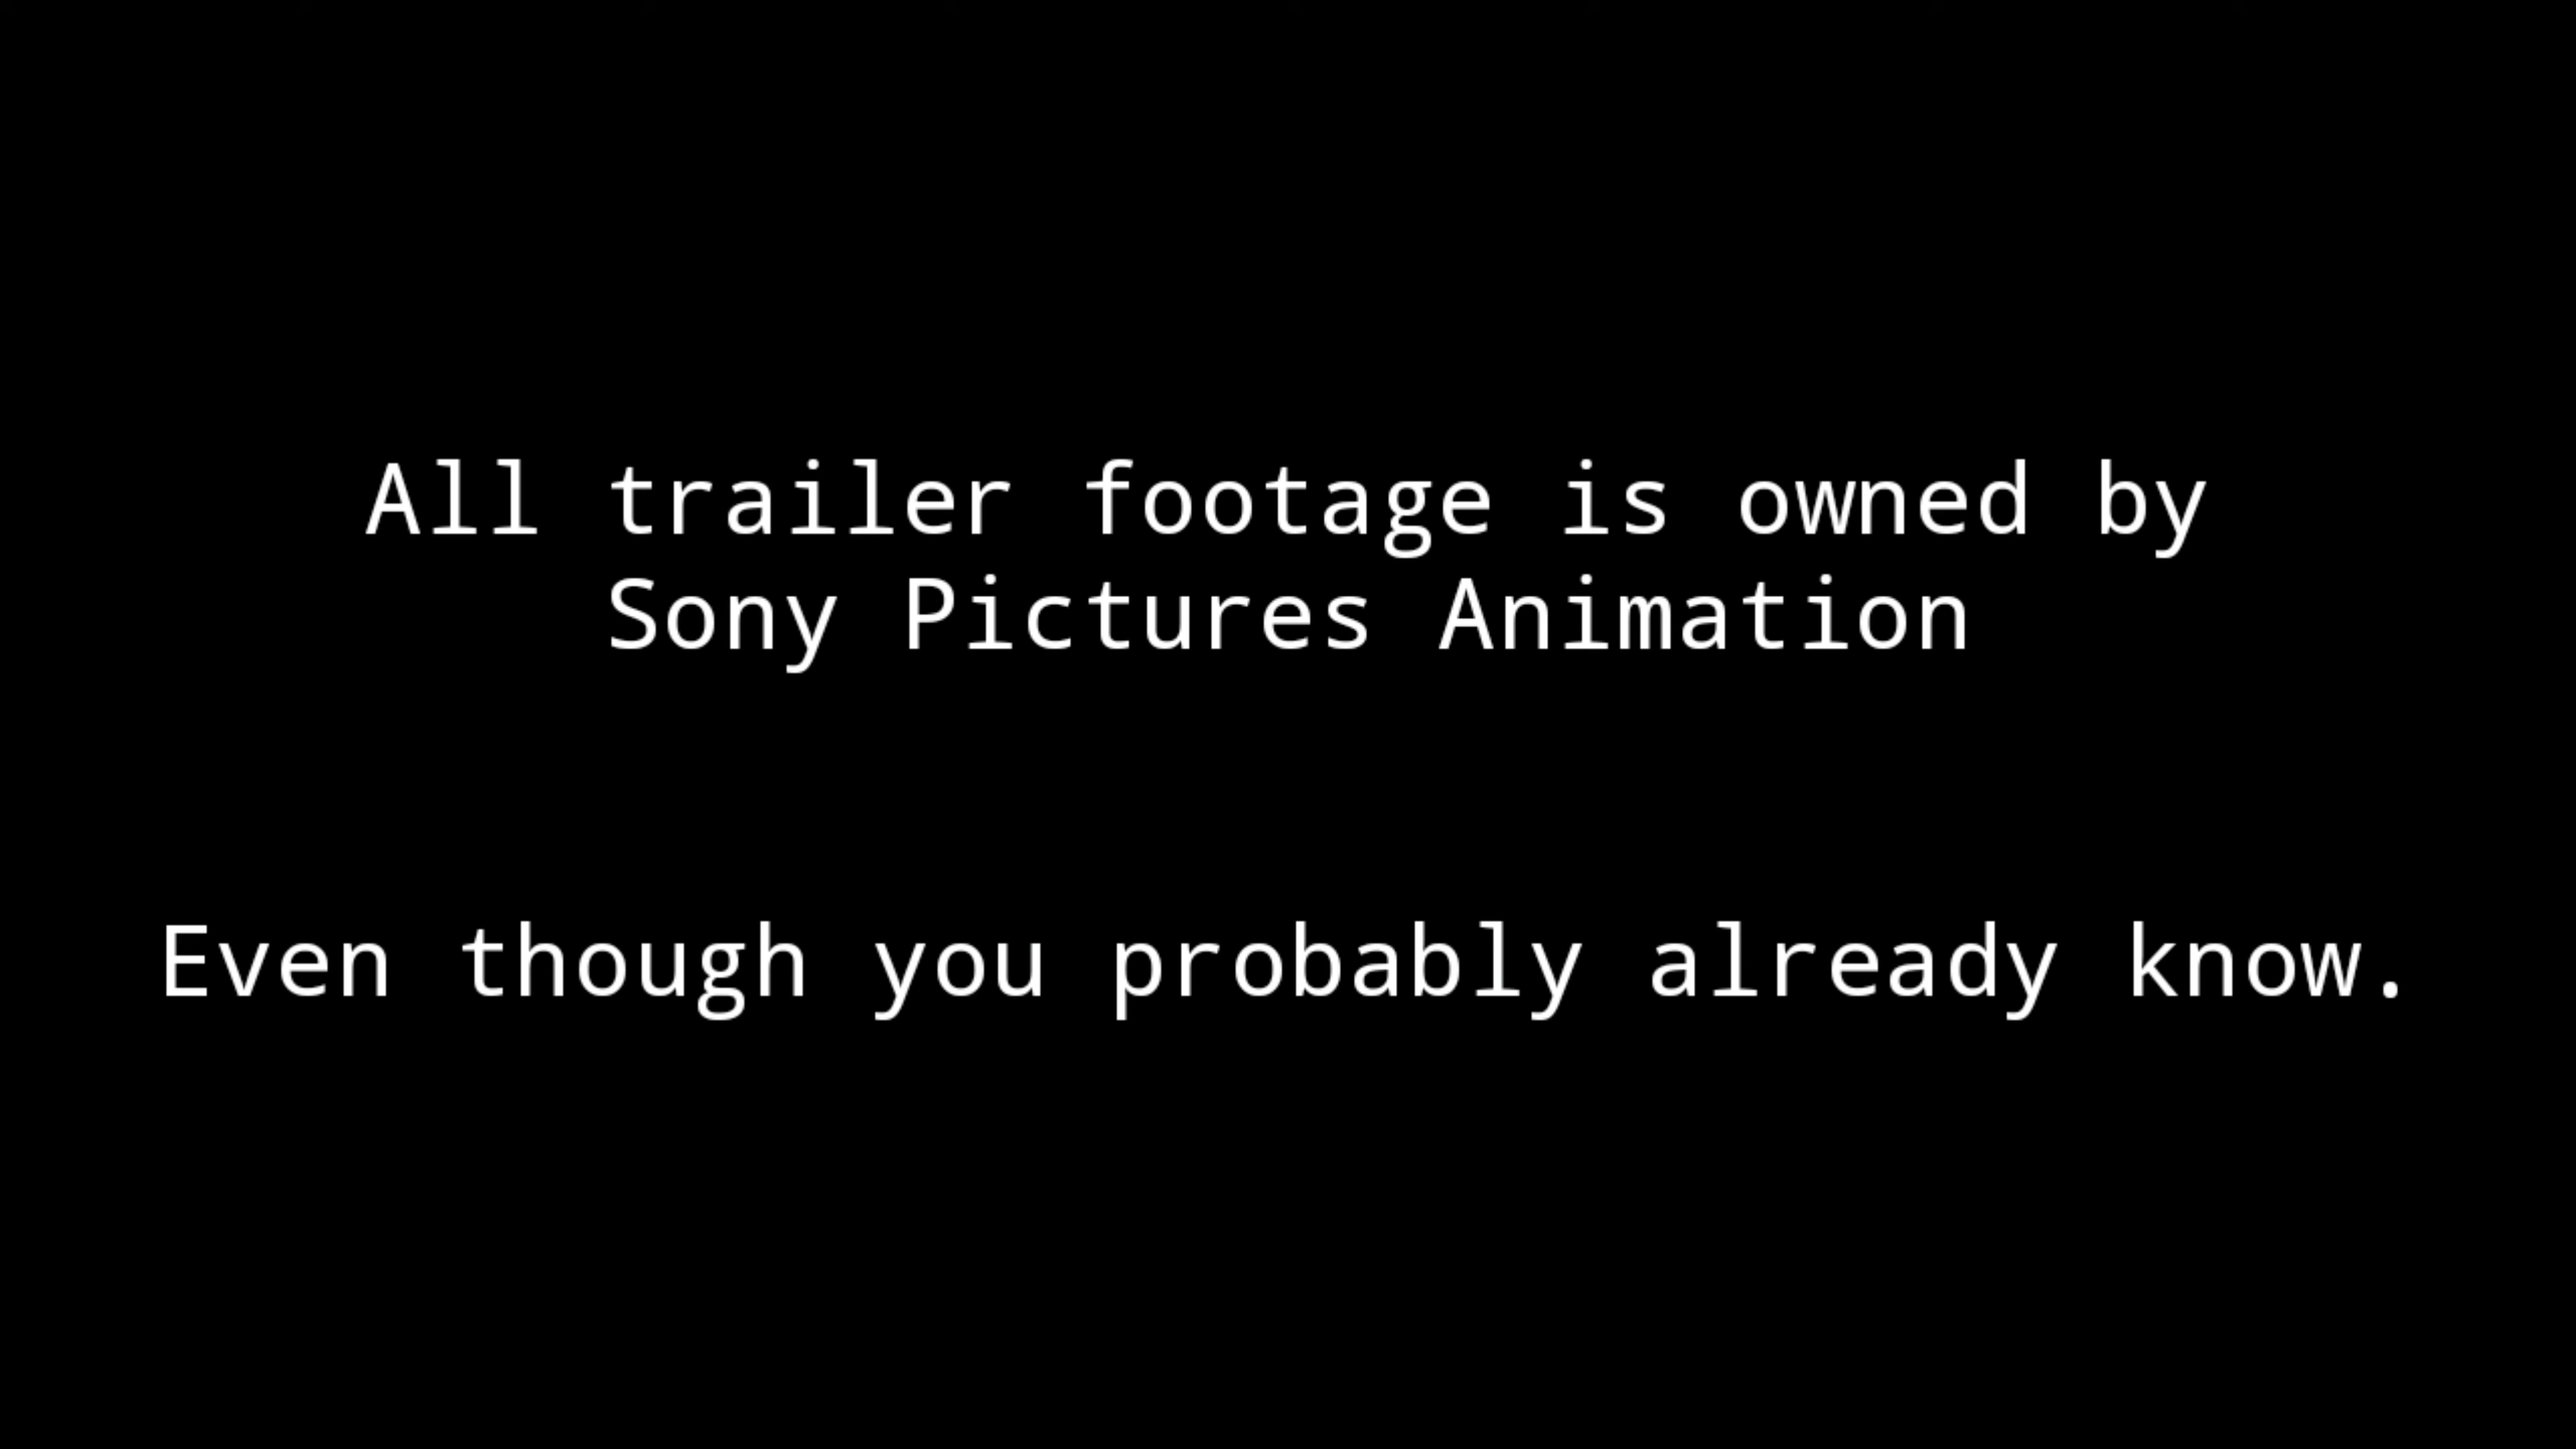 All trailer footage is owned by
Sony Pictures Animation
Even though you probably already know.